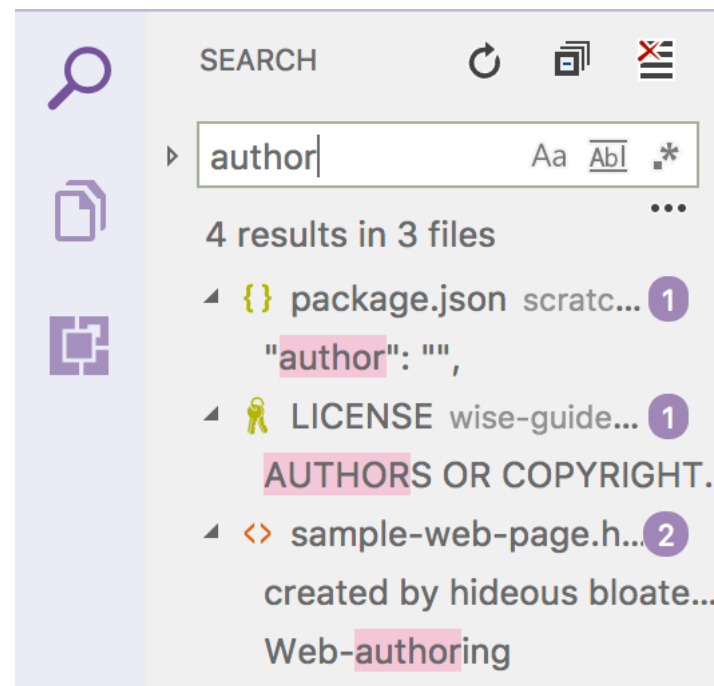 SEARCH
author Aa Abl .*
...
4 results in 3 files
{} package.json scratc... 1
"author": "",
LICENSE wise-guide... 1
AUTHORS OR COPYRIGHT.
<> sample-web-page.h... 2
created by hideous bloate...
Web-authoring